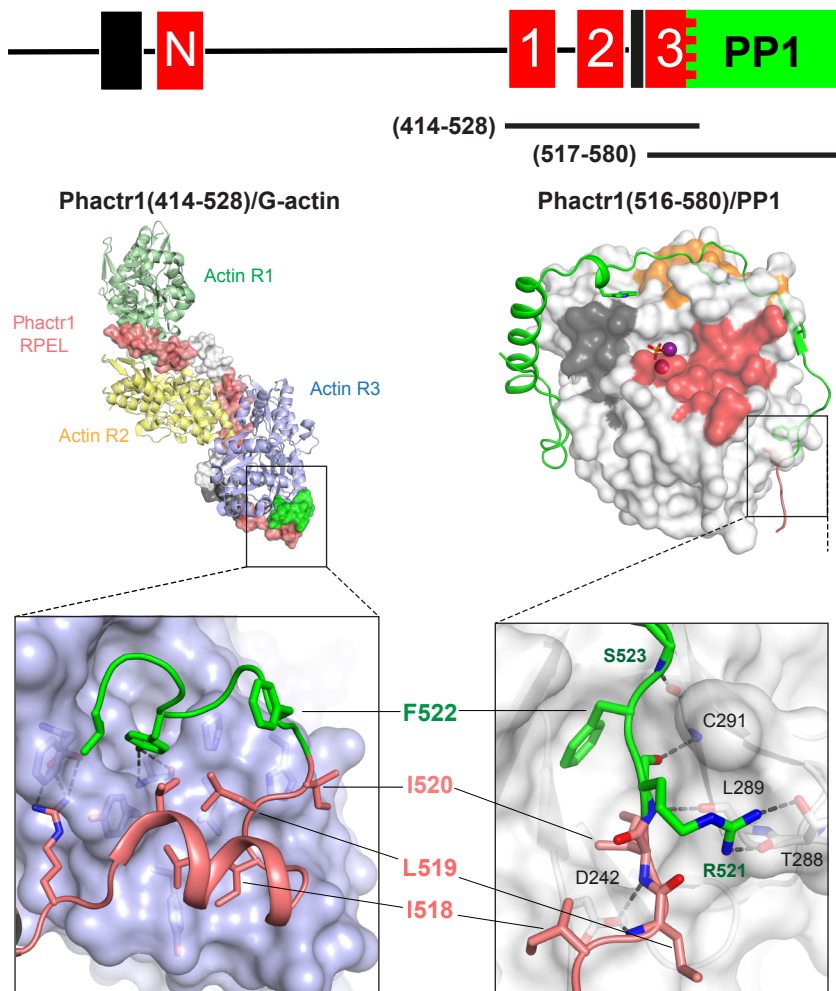 N 1 2 3 PP1
(414-528)
(517-580)
Phactr1(414-528)/G-actin
Phactr1(516-580)/PP1
Actin R1
Phactr1
RPEL
Actin R3
Actin R2
S523
F522
C291
I520
L289
L519
D242
R521
T288
I518